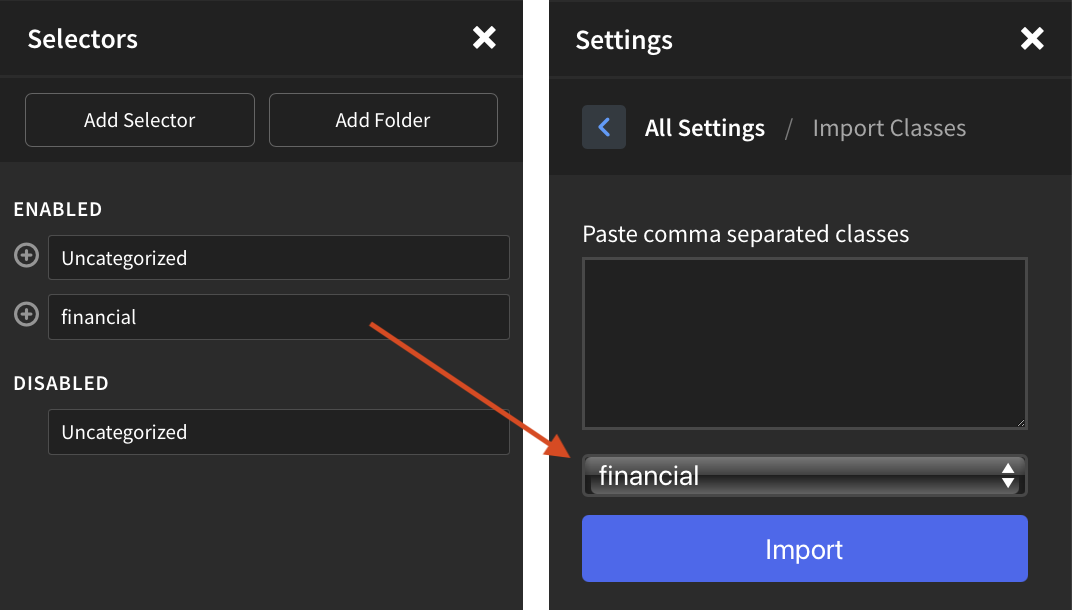 Selectors
Add Selector
Add Folder
ENABLED
Uncategorized
financial
DISABLED
Uncategorized
Settings
All Settings / Import Classes
Paste comma separated classes
financial
Import